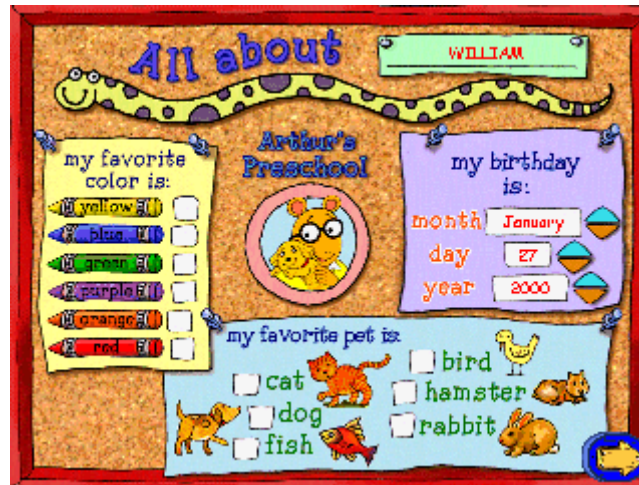 All about
WILLIAM
Arthur's
Preschool
my favorite
color is:
yellow
blue
green
purple
orange
red
my birthday
is:
month January
day 27
year 2000
my favorite pet is:
cat
dog
fish
bird
hamster
rabbit